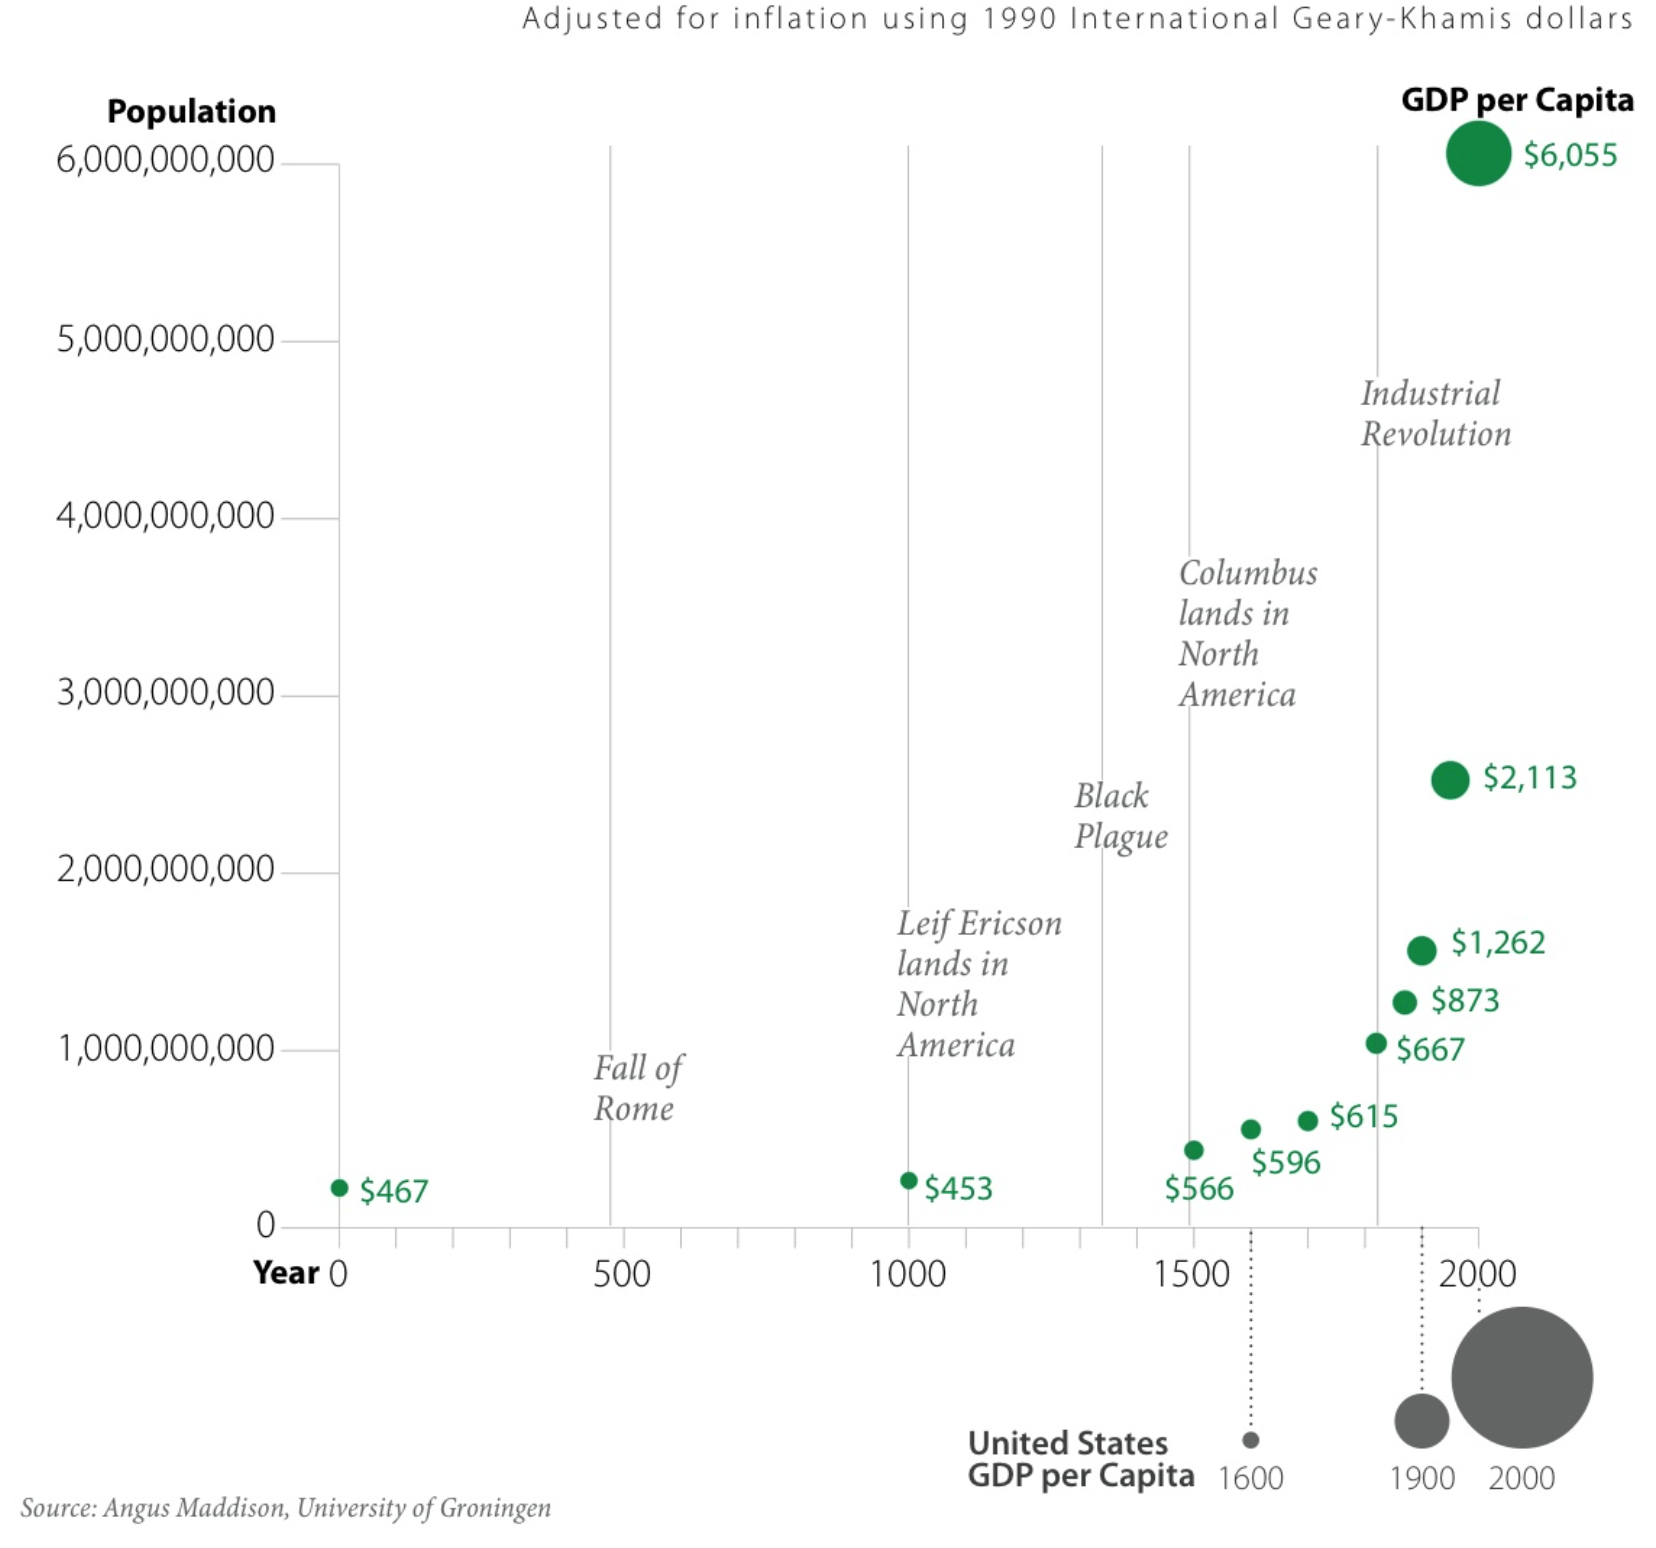 Adjusted for inflation using 1990 International Geary-Khamis dollars
Population
GDP per Capita
6,000,000,000
$6,055
5,000,000,000
Industrial
Revolution
4,000,000,000
Columbus
lands in
North
America
3,000,000,000
$2,113
Black
Plague
2,000,000,000
Leif Ericson
lands in
North
America
$1,262
$873
1,000,000,000
$667
Fall of
Rome
$615
$596
$467
$453
$566
0
Year 0 500 1000 1500 2000
United States
GDP per Capita 1600 1900 2000
Source: Angus Maddison, University of Groningen